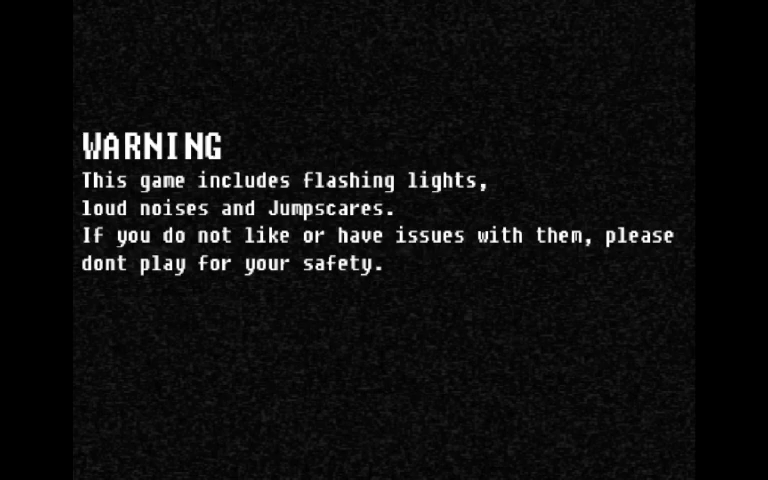 WARNING
This game includes flashing lights,
loud noises and Jumpscares.
If you do not like or have issues with them, please
dont play for your safety.